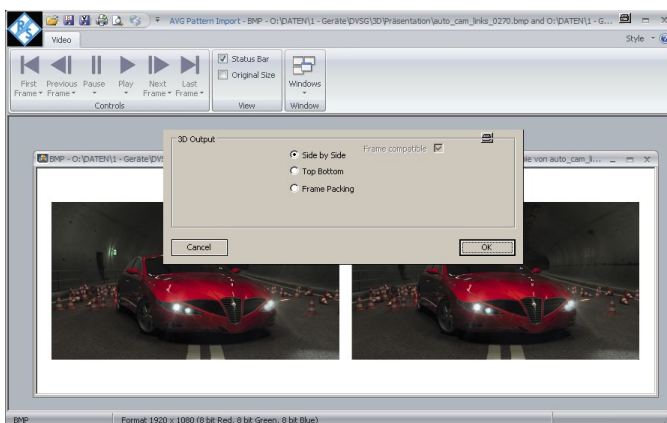 AVG Pattern Import - BMP - O:\DATEN\1 - Geräte\DVSG\3D\Präsentation\auto_cam_links_0270.bmp and O:\DATEN\1 - G...
Video
Style
First Frame
Previous Frame
Pause
Play
Next Frame
Last Frame
Controls
Status Bar
Original Size
View
Windows
Window
3D Output
Frame compatible
Side by Side
Top Bottom
Frame Packing
Cancel
OK
BMP - O:\DATEN\1 - Geräte\DVS
von auto_cam_li...
BMP
Format 1920 x 1080 (8 bit Red, 8 bit Green, 8 bit Blue)